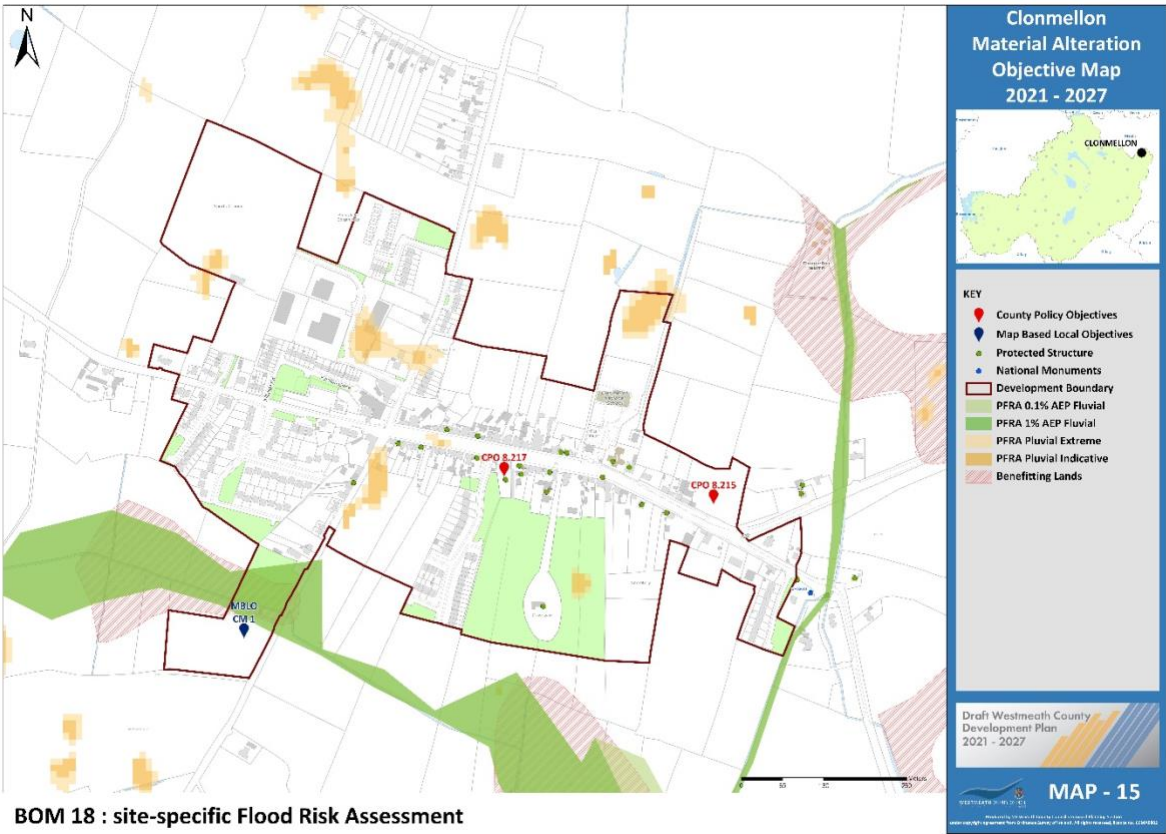 N
CPO 8.217
CPO 8.215
MBLO
CM 1
Clonmellon
Material Alteration
Objective Map
2021 - 2027
CLONMELLON
KEY
County Policy Objectives
Map Based Local Objectives
Protected Structure
National Monuments
Development Boundary
PFRA 0.1% AEP Fluvial
PFRA 1% AEP Fluvial
PFRA Pluvial Extreme
PFRA Pluvial Indicative
Benefitting Lands
Draft Westmeath County
Development Plan
2021 - 2027
MAP - 15
BOM 18 : site-specific Flood Risk Assessment